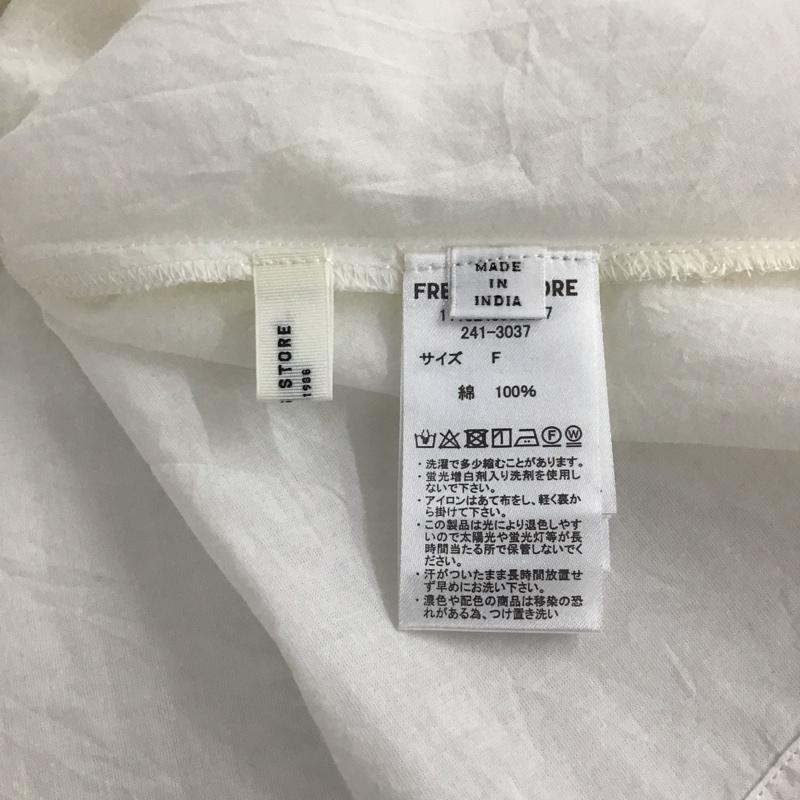 STORE
1986
MADE
IN
INDIA
FRE ORE
241-3037
サイズ F
綿 100%
・洗濯で多少縮むことがあります。
・蛍光増白剤入り洗剤を使用し
ないで下さい。
・アイロンはあて布をし、軽く裏か
ら掛けて下さい。
・この製品は光により退色しやす
いので太陽光や蛍光灯等が長
時間当たる所で保管しないでく
ださい。
・汗がついたまま長時間放置せ
ず早めにお洗い下さい。
・濃色や配色の商品は移染の恐
れがある為、つけ置き洗い